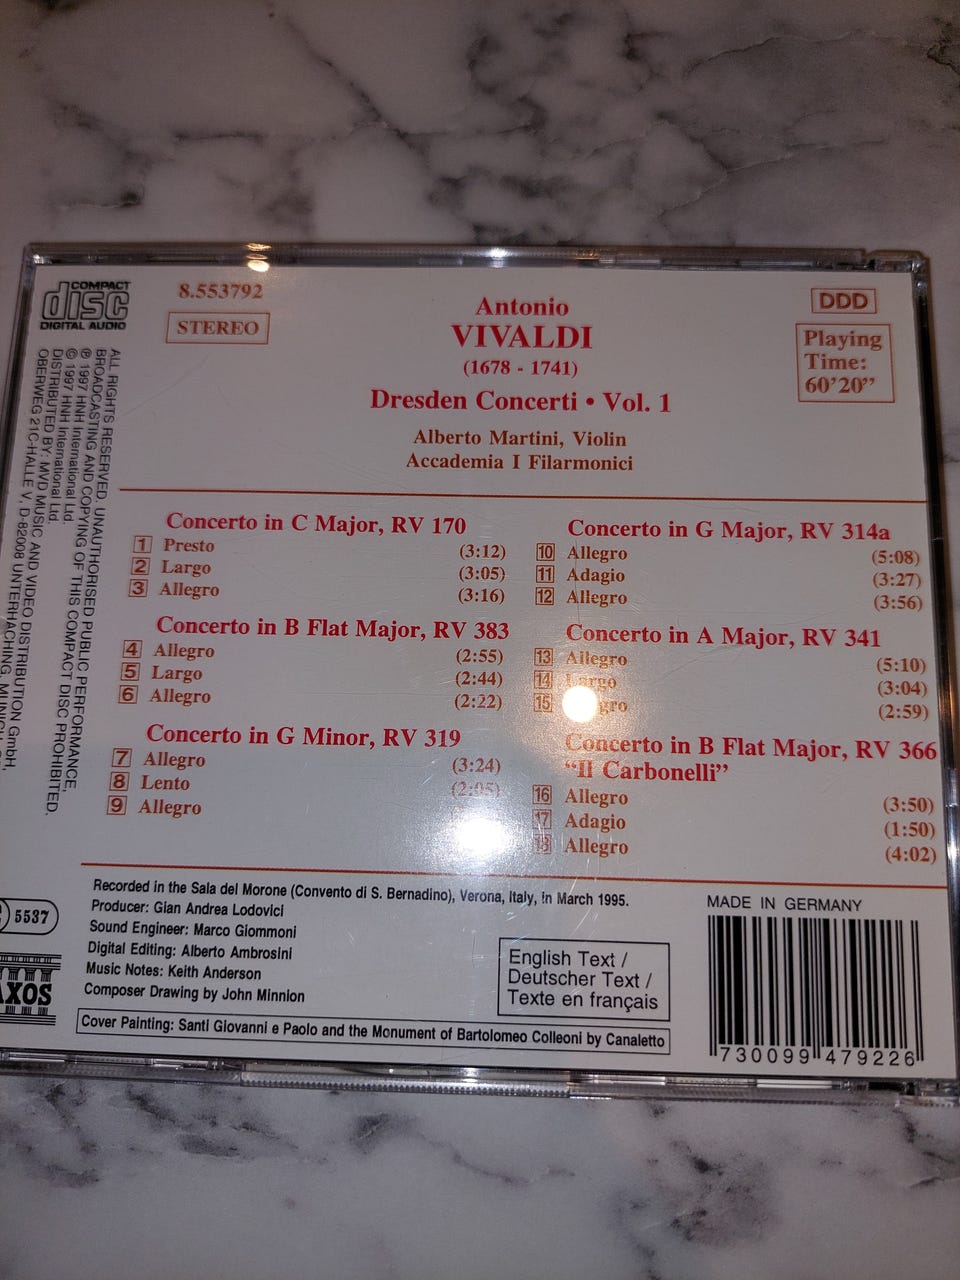 COMPACT
disc
DIGITAL AUDIO
8.553792
STEREO
Antonio
VIVALDI
(1678 - 1741)
Dresden Concerti • Vol. 1
Alberto Martini, Violin
Accademia I Filarmonici
DDD
Playing
Time:
60’20”
ALL RIGHTS RESERVED. UNAUTHORISED PUBLIC PERFORMANCE,
BROADCASTING AND COPYING OF THIS COMPACT DISC PROHIBITED.
℗ 1997 HNH International Ltd.
© 1997 HNH International Ltd.
DISTRIBUTED BY: MVD MUSIC AND VIDEO DISTRIBUTION GmbH,
OBERWEG 21C-HALLE V, D-82008 UNTERHACHING, MUNICH
Concerto in C Major, RV 170
1 Presto (3:12)
2 Largo (3:05)
3 Allegro (3:16)
Concerto in B Flat Major, RV 383
4 Allegro (2:55)
5 Largo (2:44)
6 Allegro (2:22)
Concerto in G Minor, RV 319
7 Allegro (3:24)
8 Lento (2:05)
9 Allegro
Concerto in G Major, RV 314a
10 Allegro (5:08)
11 Adagio (3:27)
12 Allegro (3:56)
Concerto in A Major, RV 341
13 Allegro (5:10)
14 Largo (3:04)
15 (2:59)
Concerto in B Flat Major, RV 366
“Il Carbonelli”
16 Allegro (3:50)
17 Adagio (1:50)
18 Allegro (4:02)
Recorded in the Sala del Morone (Convento di S. Bernadino), Verona, Italy, in March 1995.
Producer: Gian Andrea Lodovici
Sound Engineer: Marco Giommoni
Digital Editing: Alberto Ambrosini
Music Notes: Keith Anderson
Composer Drawing by John Minnion
Cover Painting: Santi Giovanni e Paolo and the Monument of Bartolomeo Colleoni by Canaletto
5537
AXOS
English Text /
Deutscher Text /
Texte en français
MADE IN GERMANY
730099 479226